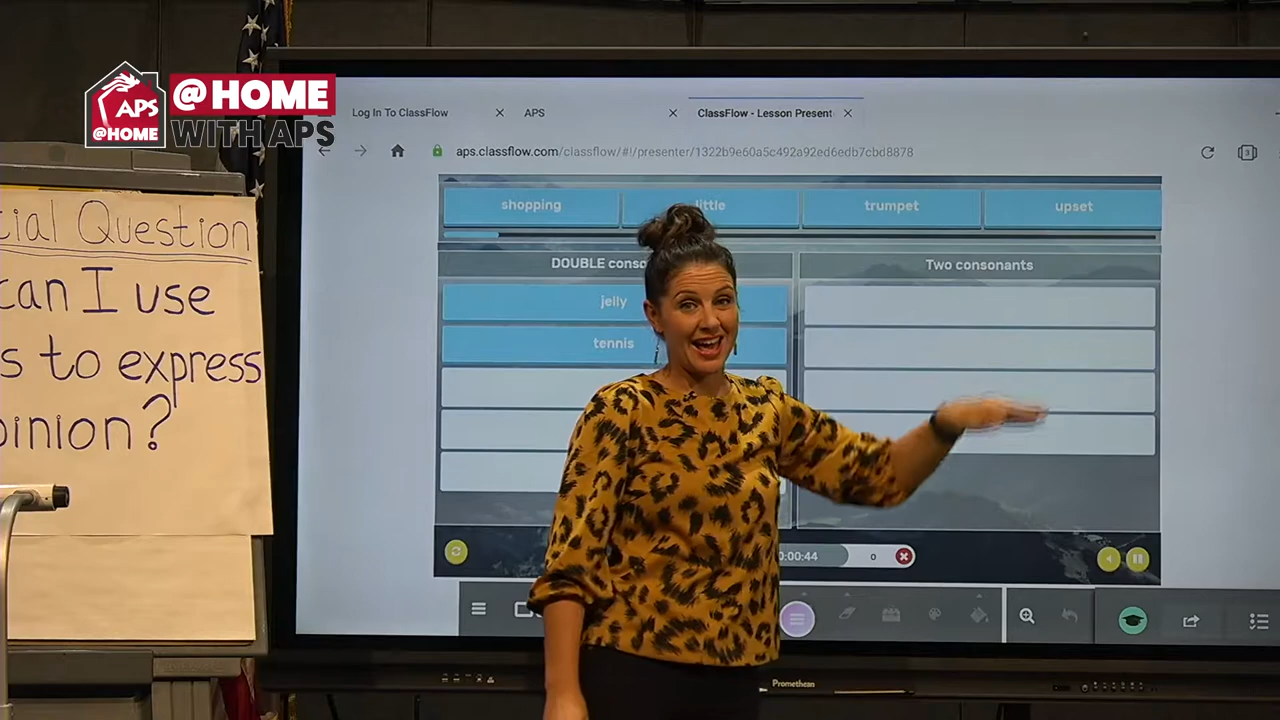 APS
@HOME
@HOME
WITH APS
Log In To ClassFlow
APS
ClassFlow - Lesson Present
aps.classflow.com/classflow/#!/presenter/1322b9e60a5c492a92ed6edb7cbd8878
3
shopping
little
trumpet
upset
DOUBLE conso
Two consonants
jelly
tennis
0:00:44
0
Promethean
cial Question
can I use
s to express
pinion?